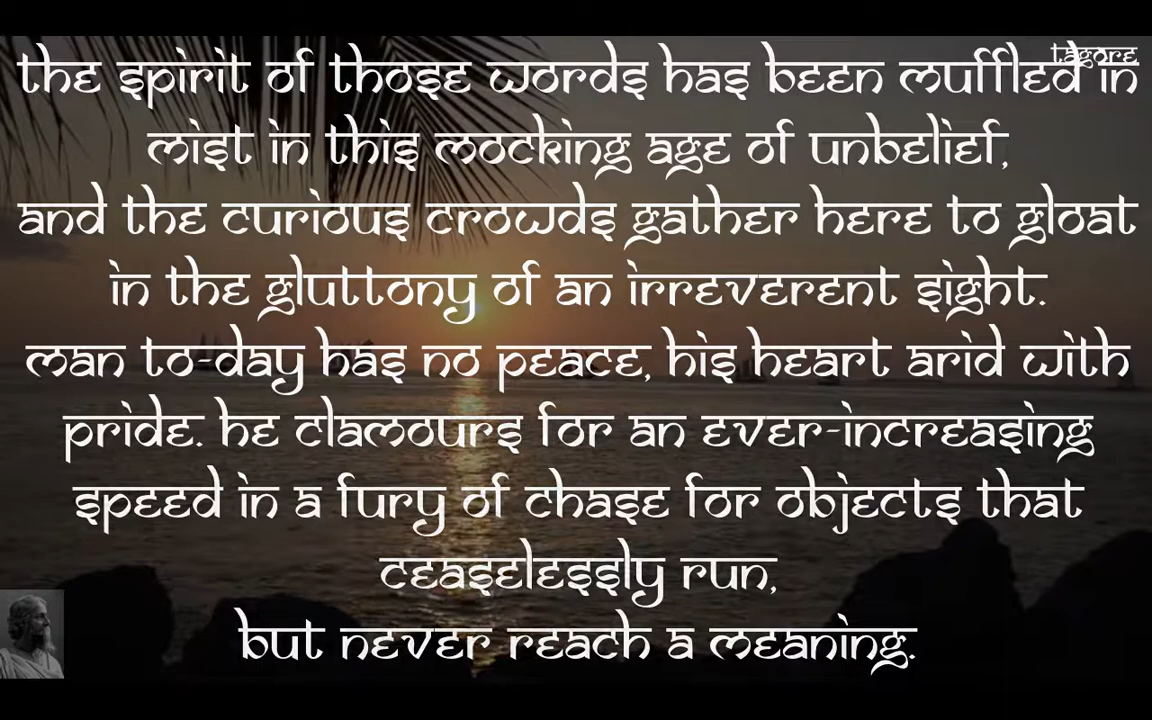 tagore
the spirit of those words has been muffled in
mist in this mocking age of unbelief,
and the curious crowds gather here to gloat
in the gluttony of an irreverent sight.
man to-day has no peace, his heart arid with
pride. he clamours for an ever-increasing
speed in a fury of chase for objects that
ceaselessly run,
but never reach a meaning.